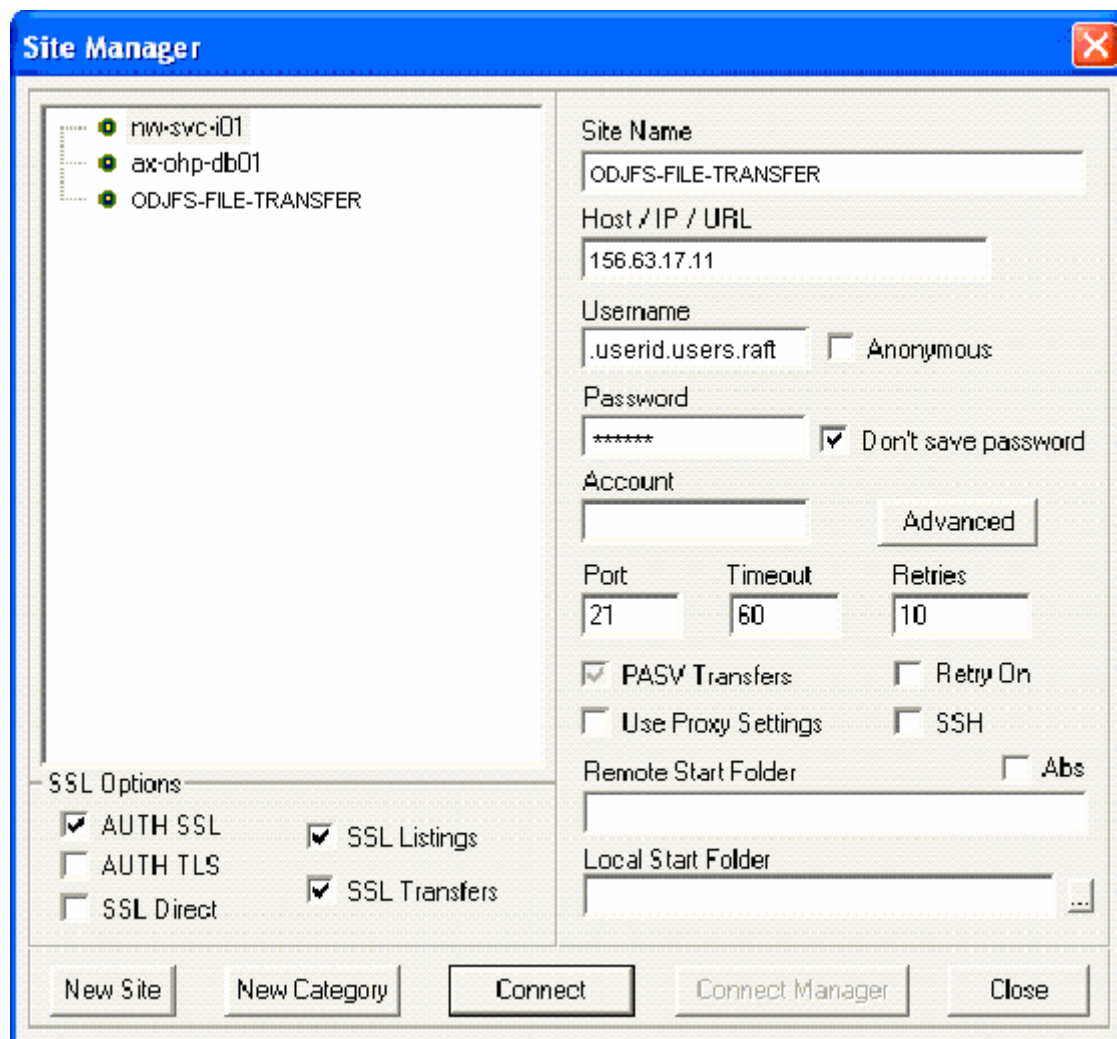 Site Manager
nw-svc-i01
ax-ohp-db01
ODJFS-FILE-TRANSFER
Site Name
ODJFS-FILE-TRANSFER
Host / IP / URL
156.63.17.11
Username
.userid.users.raft
Anonymous
Password
******
Don't save password
Account
Advanced
Port Timeout Retries
21 60 10
PASV Transfers Retry On
Use Proxy Settings SSH
Remote Start Folder Abs
Local Start Folder
...
SSL Options
AUTH SSL
SSL Listings
AUTH TLS
SSL Transfers
SSL Direct
New Site New Category Connect Connect Manager Close